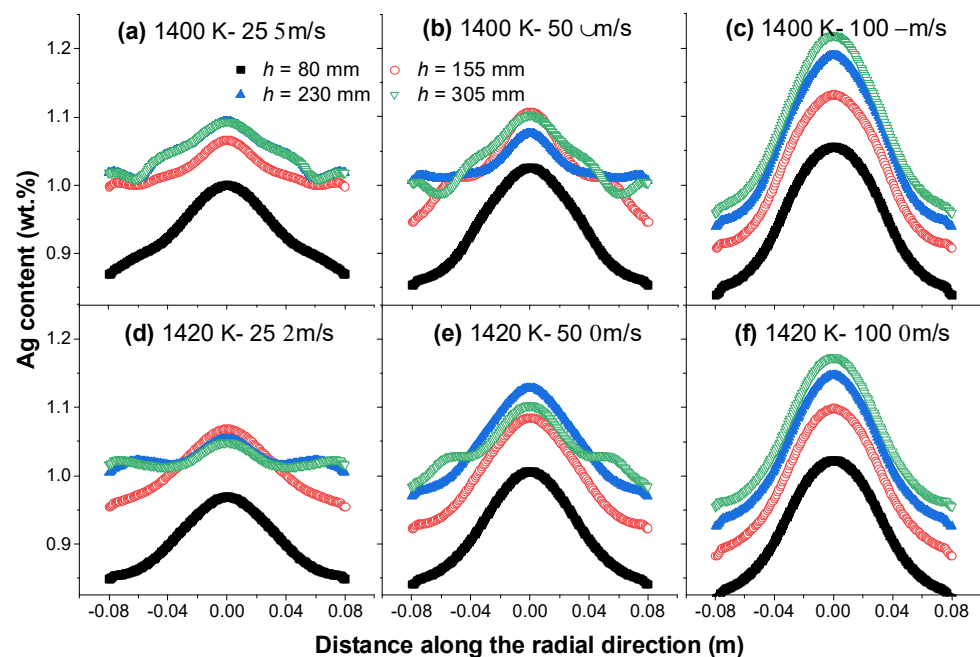 (a) 1400 K- 25 5m/s
(b) 1400 K- 50 ∪m/s
(c) 1400 K- 100 –m/s
h = 80 mm
h = 155 mm
h = 230 mm
h = 305 mm
1.2
1.1
1.0
0.9
Ag content (wt.%)
(d) 1420 K- 25 2m/s
(e) 1420 K- 50 0m/s
(f) 1420 K- 100 0m/s
1.2
1.1
1.0
0.9
-0.08 -0.04 0.00 0.04 0.08
-0.08 -0.04 0.00 0.04 0.08
-0.08 -0.04 0.00 0.04 0.08
Distance along the radial direction (m)